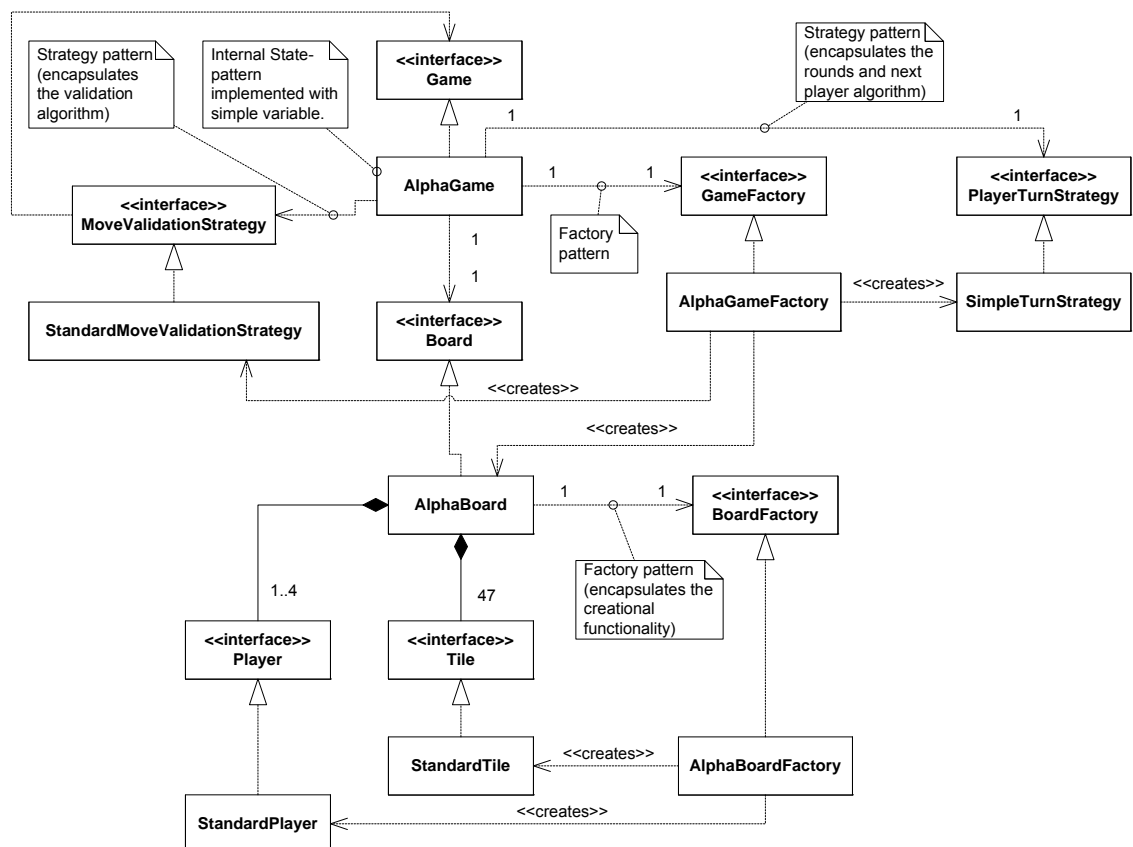 Strategy pattern
(encapsulates
the validation
algorithm)
Internal State-
pattern
implemented with
simple variable.
<<interface>>
Game
Strategy pattern
(encapsulates the
rounds and next
player algorithm)
1
1
<<interface>>
MoveValidationStrategy
AlphaGame
1
1
<<interface>>
GameFactory
<<interface>>
PlayerTurnStrategy
Factory
pattern
1
1
StandardMoveValidationStrategy
<<interface>>
Board
AlphaGameFactory
<<creates>>
SimpleTurnStrategy
<<creates>>
<<creates>>
AlphaBoard
1
1
<<interface>>
BoardFactory
Factory pattern
(encapsulates the
creational
functionality)
1..4
47
<<interface>>
Player
<<interface>>
Tile
StandardTile
<<creates>>
AlphaBoardFactory
StandardPlayer
<<creates>>